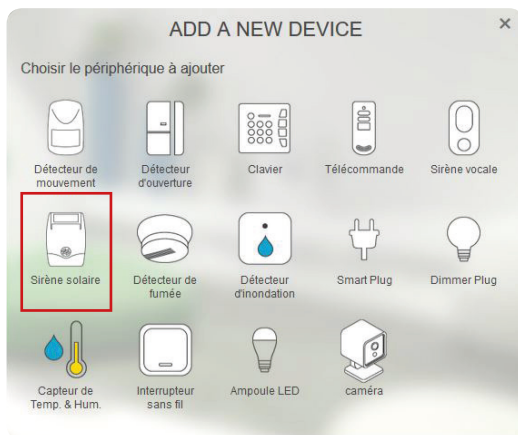 ADD A NEW DEVICE
×
Choisir le périphérique à ajouter
Détecteur de
mouvement
Détecteur
d'ouverture
Clavier
Télécommande
Sirène vocale
Sirène solaire
Détecteur de
fumée
Détecteur
d'inondation
Smart Plug
Dimmer Plug
Capteur de
Temp. & Hum.
Interrupteur
sans fil
Ampoule LED
caméra